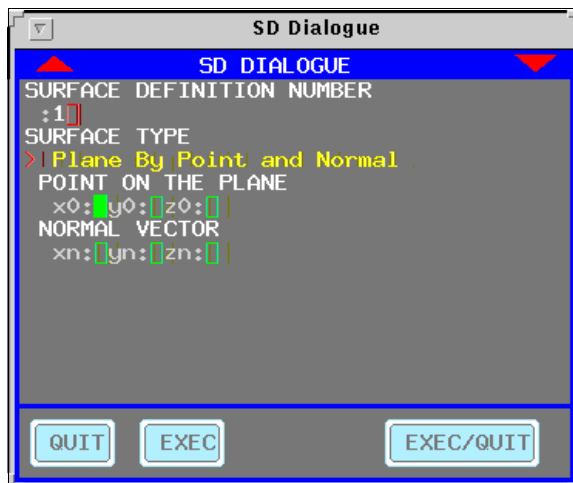 SD Dialogue
SD DIALOGUE
SURFACE DEFINITION NUMBER
:1
SURFACE TYPE
>Plane By Point and Normal
POINT ON THE PLANE
x0: y0: z0:
NORMAL VECTOR
xn: yn: zn:
QUIT EXEC EXEC/QUIT